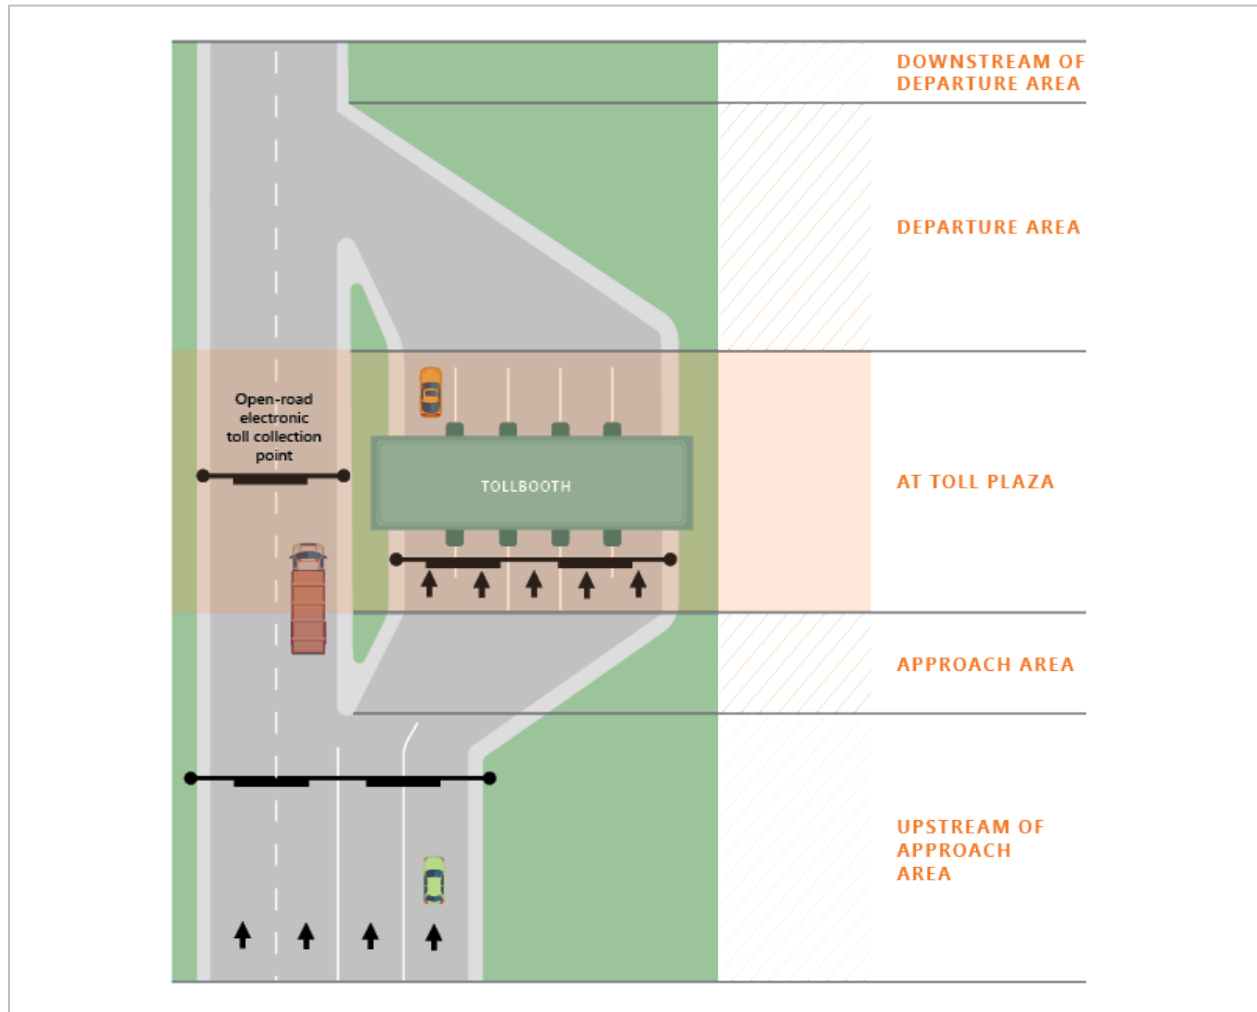 DOWNSTREAM OF
DEPARTURE AREA
DEPARTURE AREA
Open-road
electronic
toll collection
point
TOLLBOOTH
AT TOLL PLAZA
APPROACH AREA
UPSTREAM OF
APPROACH
AREA